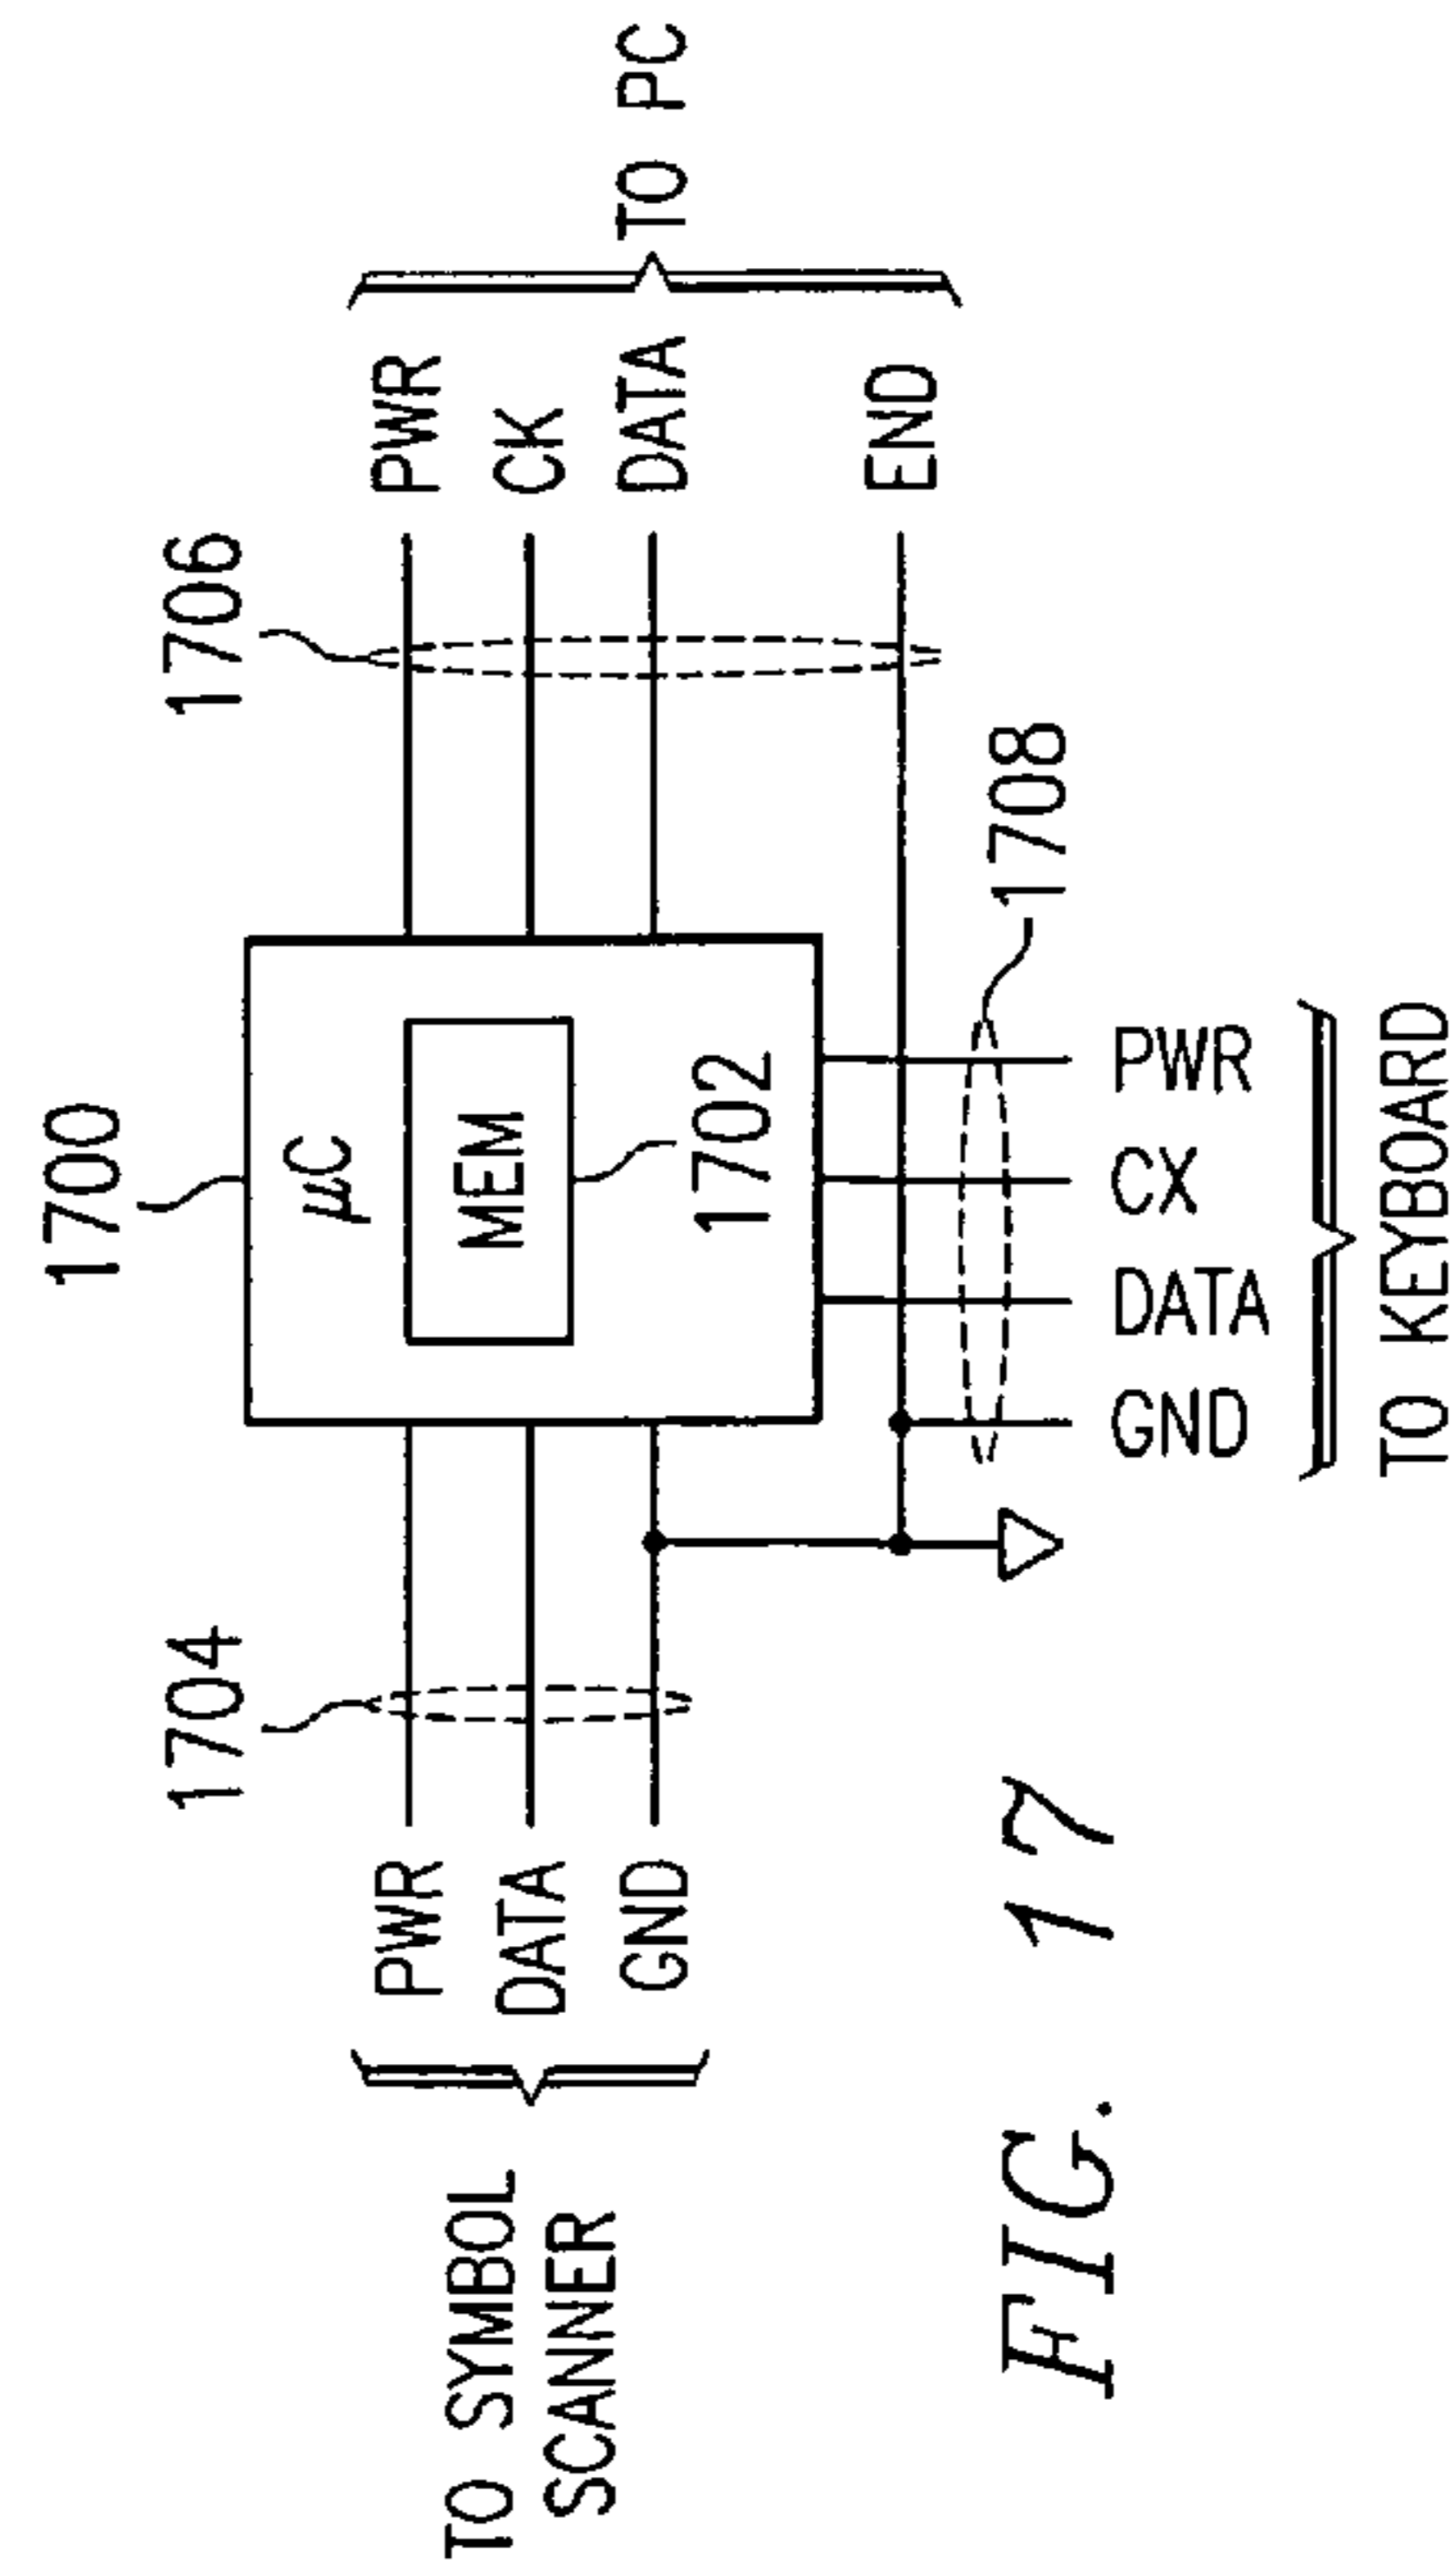 1700
1704
1706
μC
MEM
1702
TO SYMBOL
SCANNER
PWR
DATA
GND
PWR
CK
DATA
END
TO PC
1708
GND
DATA
CX
PWR
TO KEYBOARD
FIG. 17